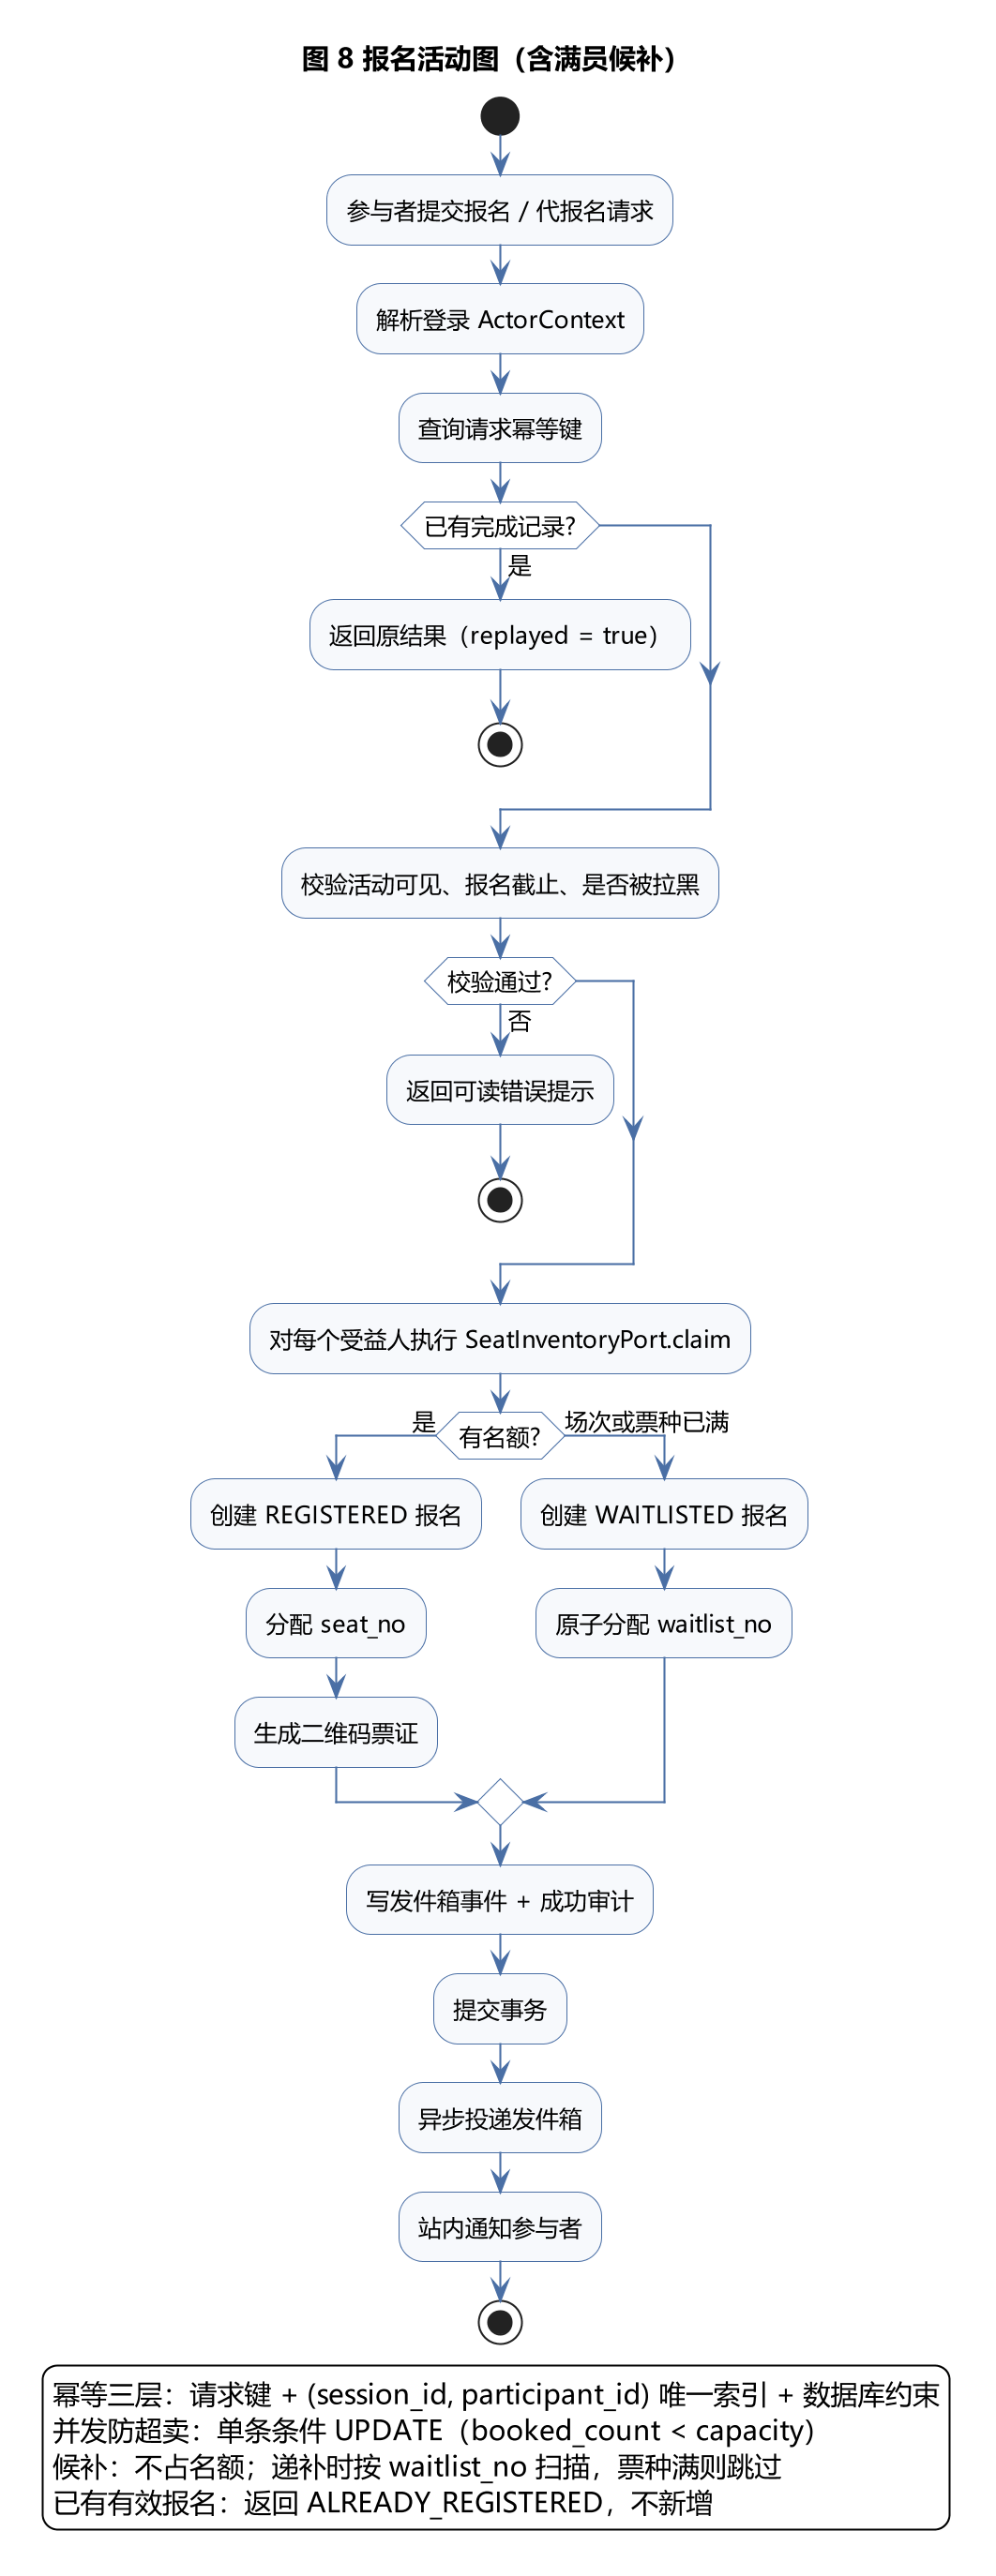 图 8 报名活动图（含满员候补）
参与者提交报名 / 代报名请求
解析登录 ActorContext
查询请求幂等键
已有完成记录?
是
返回原结果（replayed = true）
校验活动可见、报名截止、是否被拉黑
校验通过?
否
返回可读错误提示
对每个受益人执行 SeatInventoryPort.claim
是
有名额?
场次或票种已满
创建 REGISTERED 报名
创建 WAITLISTED 报名
分配 seat_no
原子分配 waitlist_no
生成二维码票证
写发件箱事件 + 成功审计
提交事务
异步投递发件箱
站内通知参与者
幂等三层：请求键 + (session_id, participant_id) 唯一索引 + 数据库约束
并发防超卖：单条条件 UPDATE（booked_count < capacity）
候补：不占名额；递补时按 waitlist_no 扫描，票种满则跳过
已有有效报名：返回 ALREADY_REGISTERED，不新增